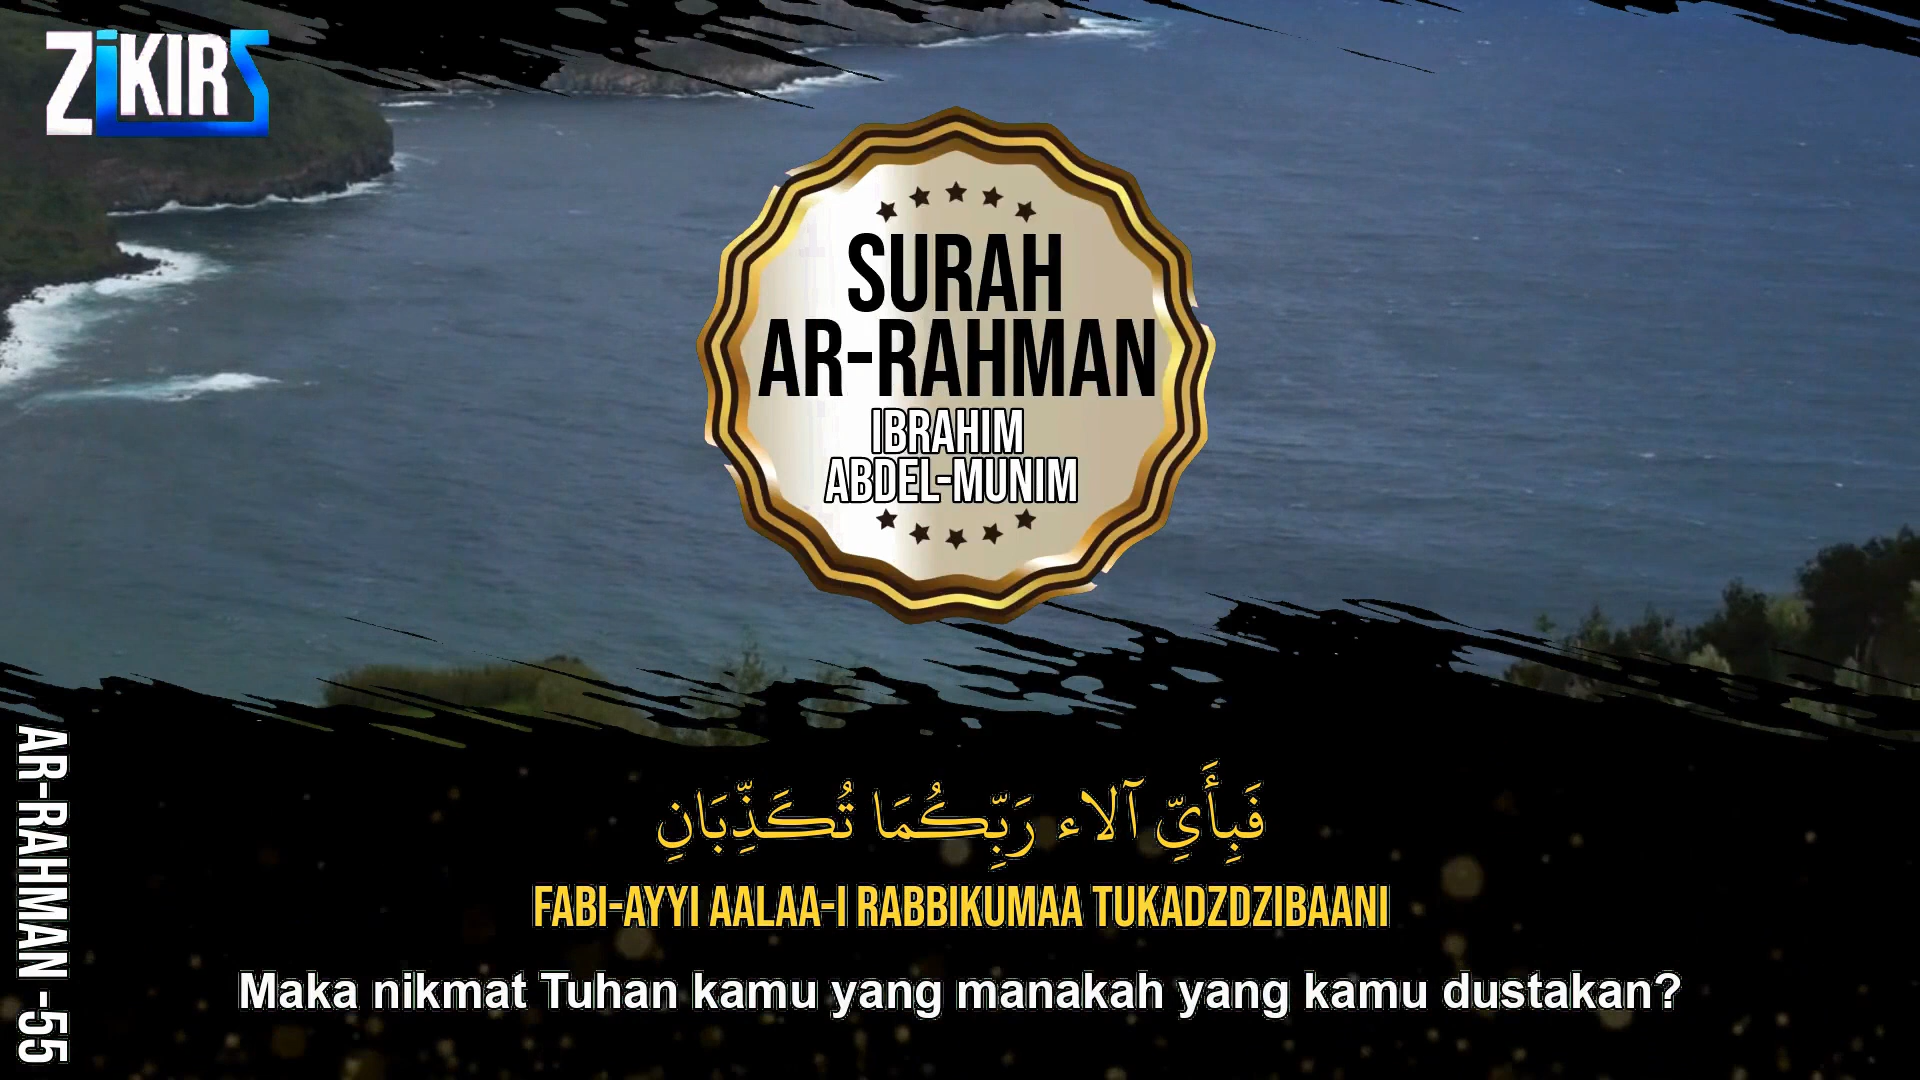 ZIKIRS
SURAH
AR-RAHMAN
IBRAHIM
ABDEL-MUNIM
فَبِأَيِّ آلاء رَبِّكُمَا تُكَذِّبَانِ
FABI-AYYI AALAA-I RABBIKUMAA TUKADZDZIBAANI
Maka nikmat Tuhan kamu yang manakah yang kamu dustakan?
AR-RAHMAN - 55